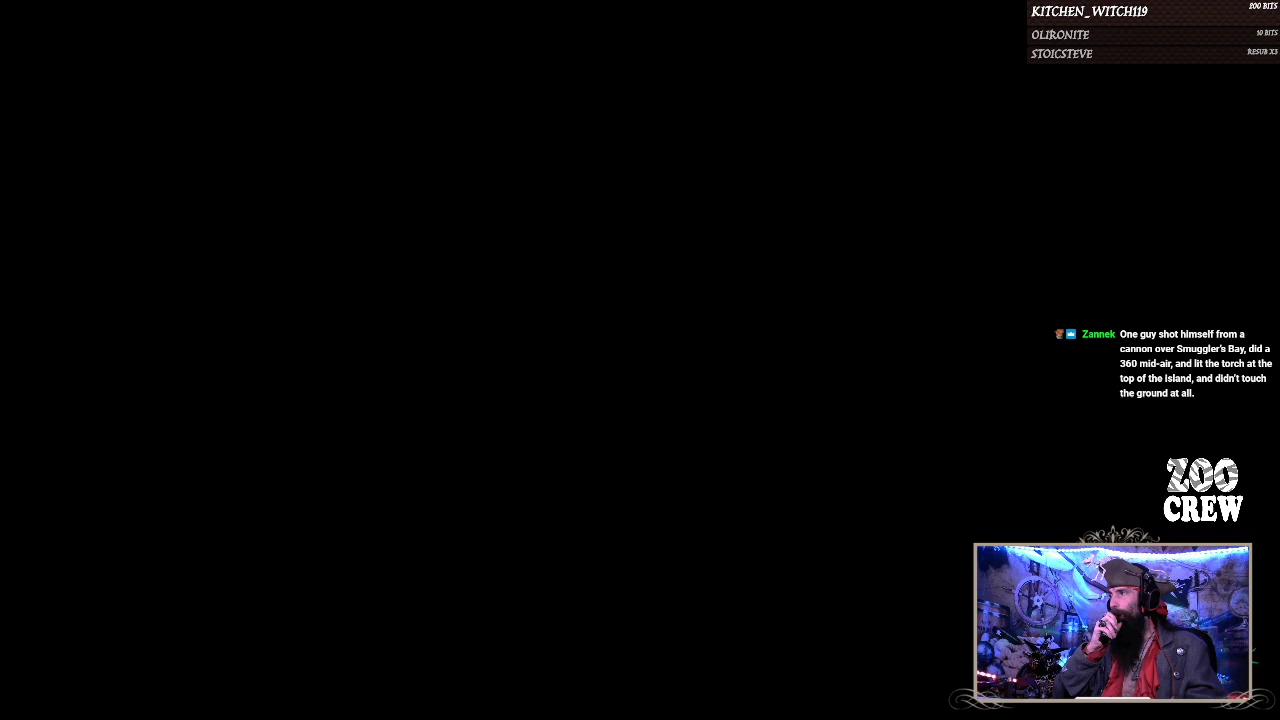 KITCHEN_WITCH119 200 BITS
OLIRONITE 10 BITS
STOICSTEVE RESUB X3
Zannek One guy shot himself from a
cannon over Smuggler's Bay, did a
360 mid-air, and lit the torch at the
top of the island, and didn't touch
the ground at all.
ZOO
CREW